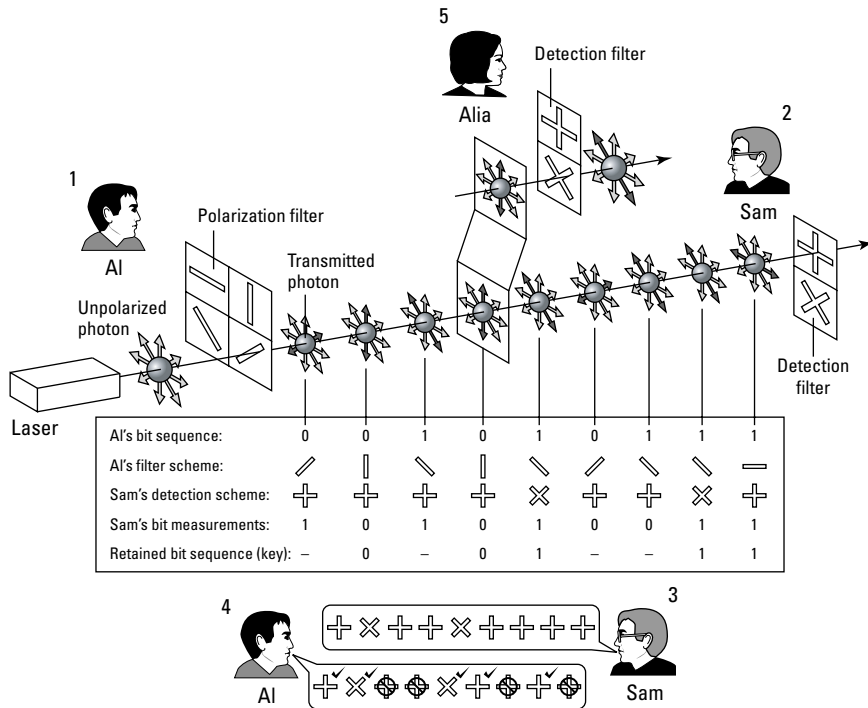 5
Alia
Detection filter
2
Sam
1
Al
Polarization filter
Transmitted
photon
Unpolarized
photon
Laser
Detection
filter
Al's bit sequence: 0 0 1 0 1 0 1 1 1
Al's filter scheme:
Sam's detection scheme:
Sam's bit measurements: 1 0 1 0 1 0 0 1 1
Retained bit sequence (key): – 0 – 0 1 – – 1 1
4
Al
3
Sam